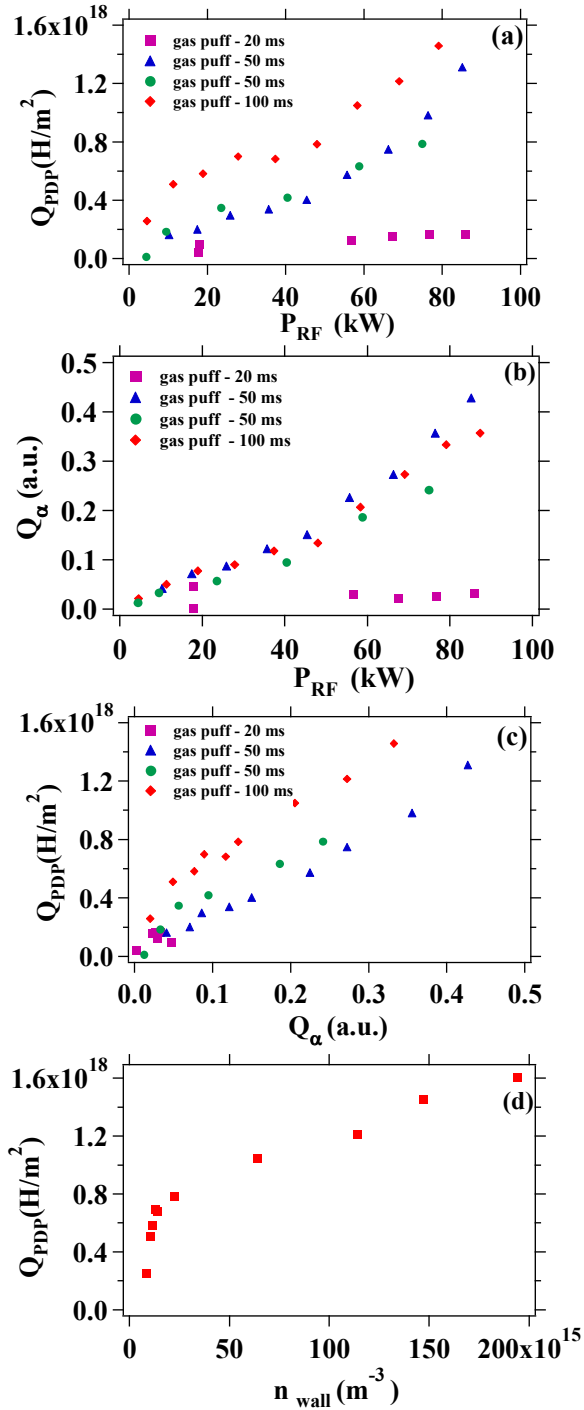 1.6x10^18
(a)
gas puff - 20 ms
gas puff - 50 ms
gas puff - 50 ms
gas puff - 100 ms
1.2
0.8
0.4
0.0
Q_PDP(H/m^2)
0 20 40 60 80 100
P_RF (kW)
0.5
(b)
gas puff - 20 ms
gas puff - 50 ms
gas puff - 50 ms
gas puff - 100 ms
0.4
0.3
0.2
0.1
0.0
Q_α (a.u.)
0 20 40 60 80 100
P_RF (kW)
1.6x10^18
(c)
gas puff - 20 ms
gas puff - 50 ms
gas puff - 50 ms
gas puff - 100 ms
1.2
0.8
0.4
0.0
Q_PDP(H/m^2)
0.0 0.1 0.2 0.3 0.4 0.5
Q_α (a.u.)
1.6x10^18
(d)
1.2
0.8
0.4
0.0
Q_PDP(H/m^2)
0 50 100 150 200x10^15
n_wall (m^-3)